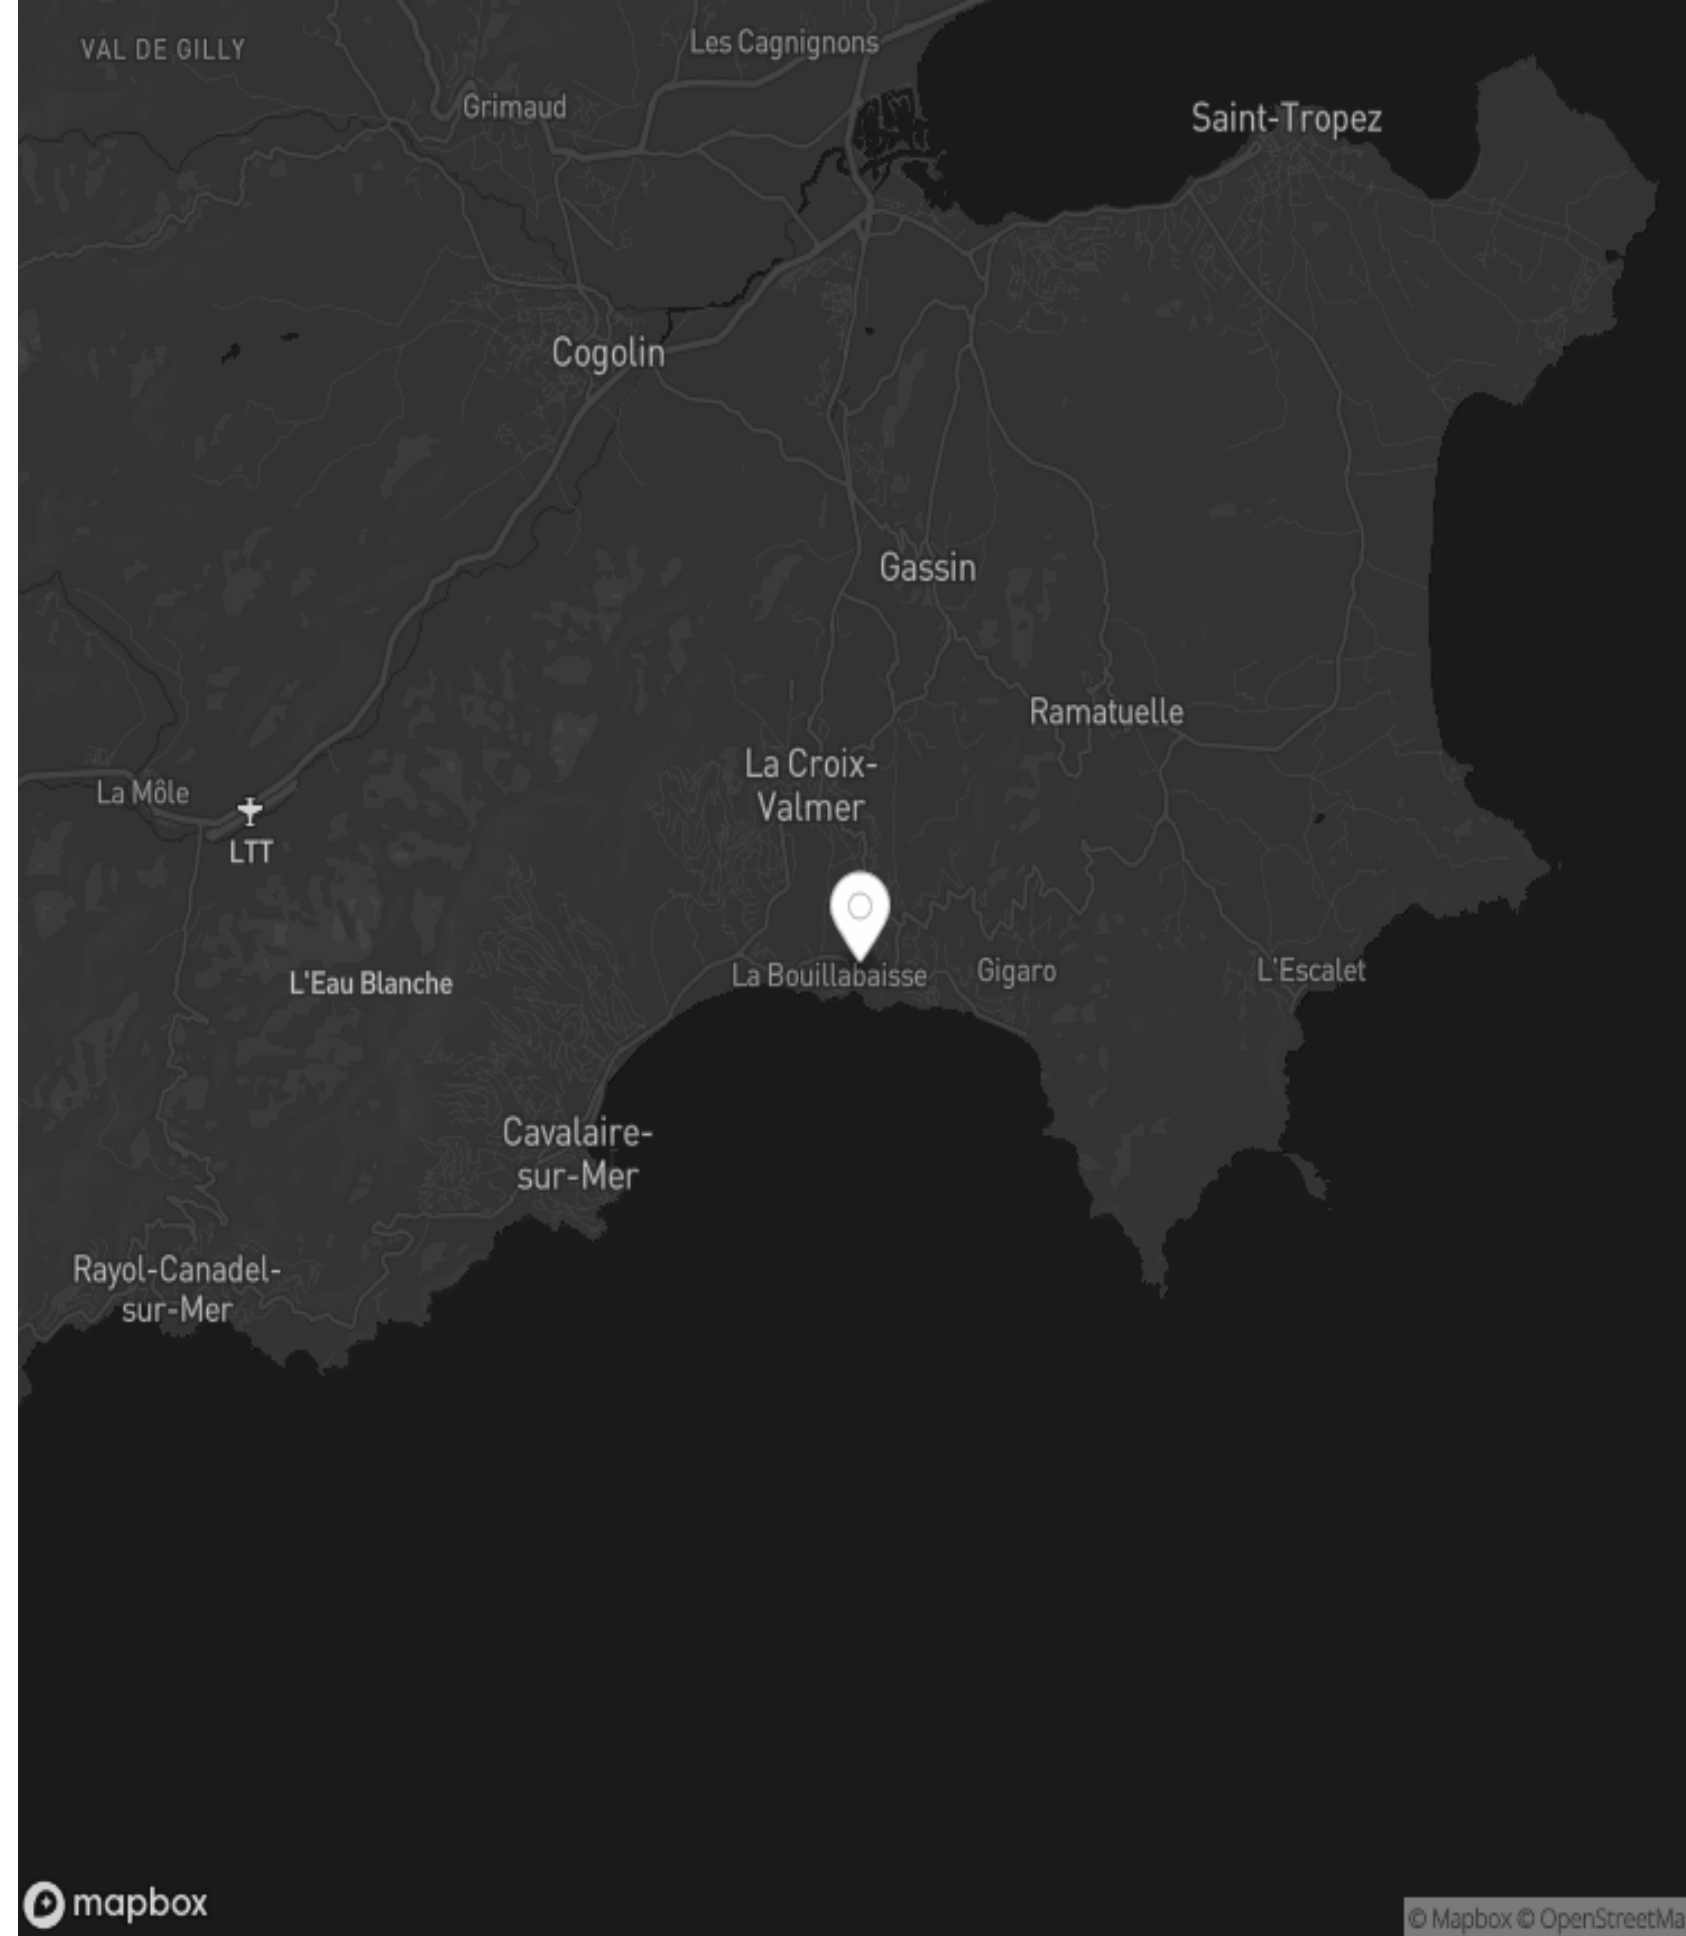 VAL DE GILLY
Les Cagnignons
Grimaud
Saint-Tropez
Cogolin
Gassin
Ramatuelle
La Croix-
Valmer
La Môle
LTT
La Bouillabaisse
Gigaro
L'Escalet
L'Eau Blanche
Cavalaire-
sur-Mer
Rayol-Canadel-
sur-Mer
mapbox
© Mapbox © OpenStreetMa